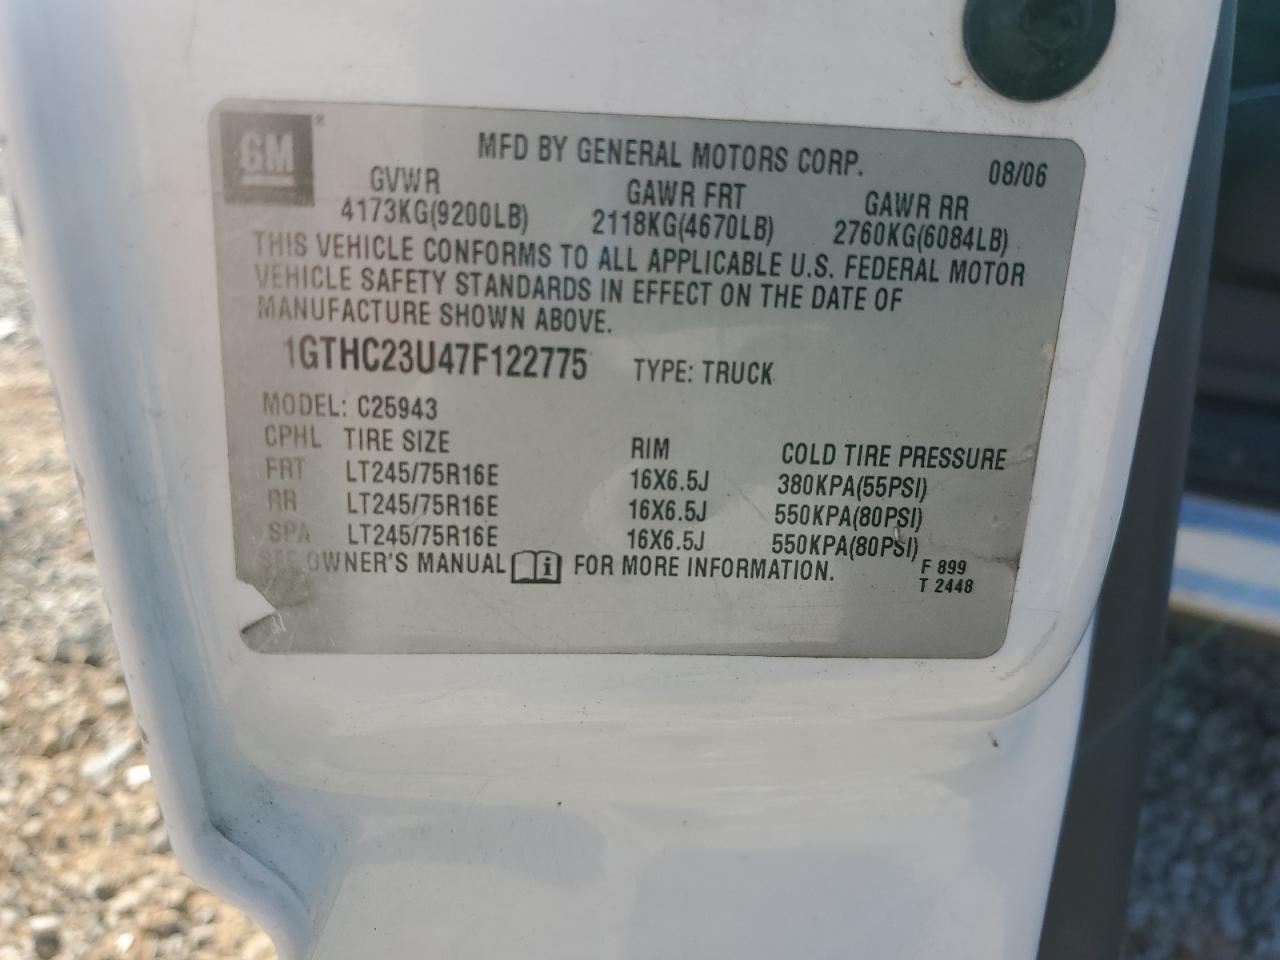 GM ®
MFD BY GENERAL MOTORS CORP. 08/06
GVWR GAWR FRT GAWR RR
4173KG(9200LB) 2118KG(4670LB) 2760KG(6084LB)
THIS VEHICLE CONFORMS TO ALL APPLICABLE U.S. FEDERAL MOTOR
VEHICLE SAFETY STANDARDS IN EFFECT ON THE DATE OF
MANUFACTURE SHOWN ABOVE.
1GTHC23U47F122775 TYPE: TRUCK
MODEL: C25943
CPHL TIRE SIZE RIM COLD TIRE PRESSURE
FRT LT245/75R16E 16X6.5J 380KPA(55PSI)
RR LT245/75R16E 16X6.5J 550KPA(80PSI)
SPA LT245/75R16E 16X6.5J 550KPA(80PSI)
SEE OWNER'S MANUAL i FOR MORE INFORMATION. F 899
T 2448